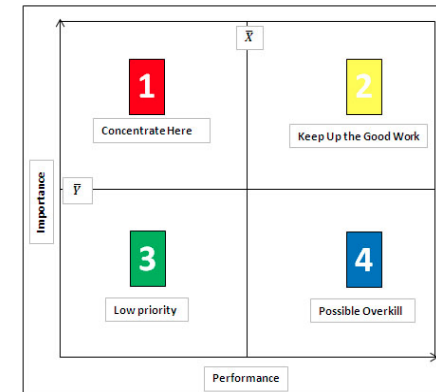 X̅
1
2
Concentrate Here
Keep Up the Good Work
Importance
Y̅
3
4
Low priority
Possible Overkill
Performance